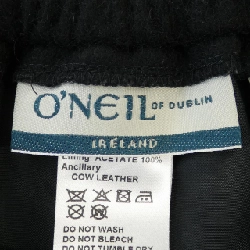 O'NEIL OF DUBLIN
IRELAND
Lining ACETATE 100%
Ancillary
COW LEATHER
DO NOT WASH
DO NOT BLEACH
DO NOT TUMBLE DRY